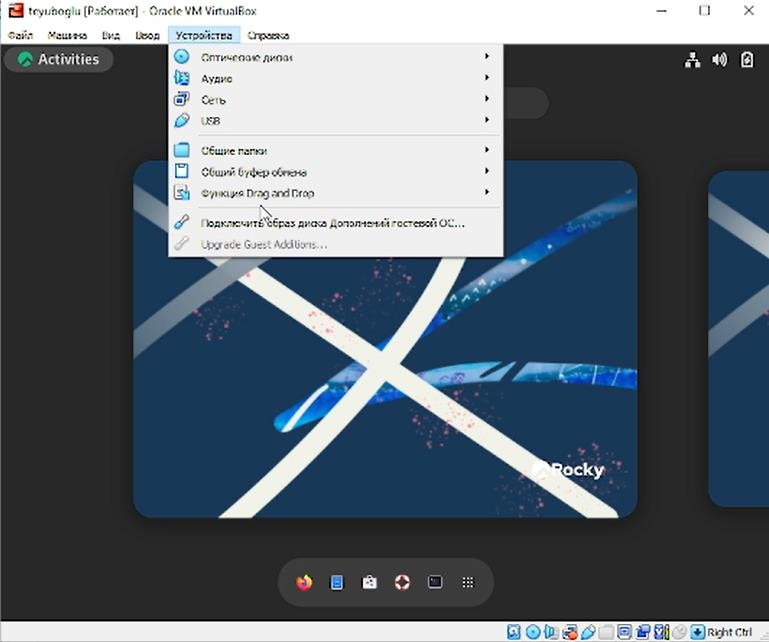 teyuboglu [Работает] - Oracle VM VirtualBox
Файл Машина Вид Ввод Устройства Справка
Activities
Оптические диски
Аудио
Сеть
USB
Общие папки
Общий буфер обмена
Функция Drag and Drop
Подключить образ диска Дополнений гостевой ОС...
Upgrade Guest Additions...
Rocky
Right Ctrl